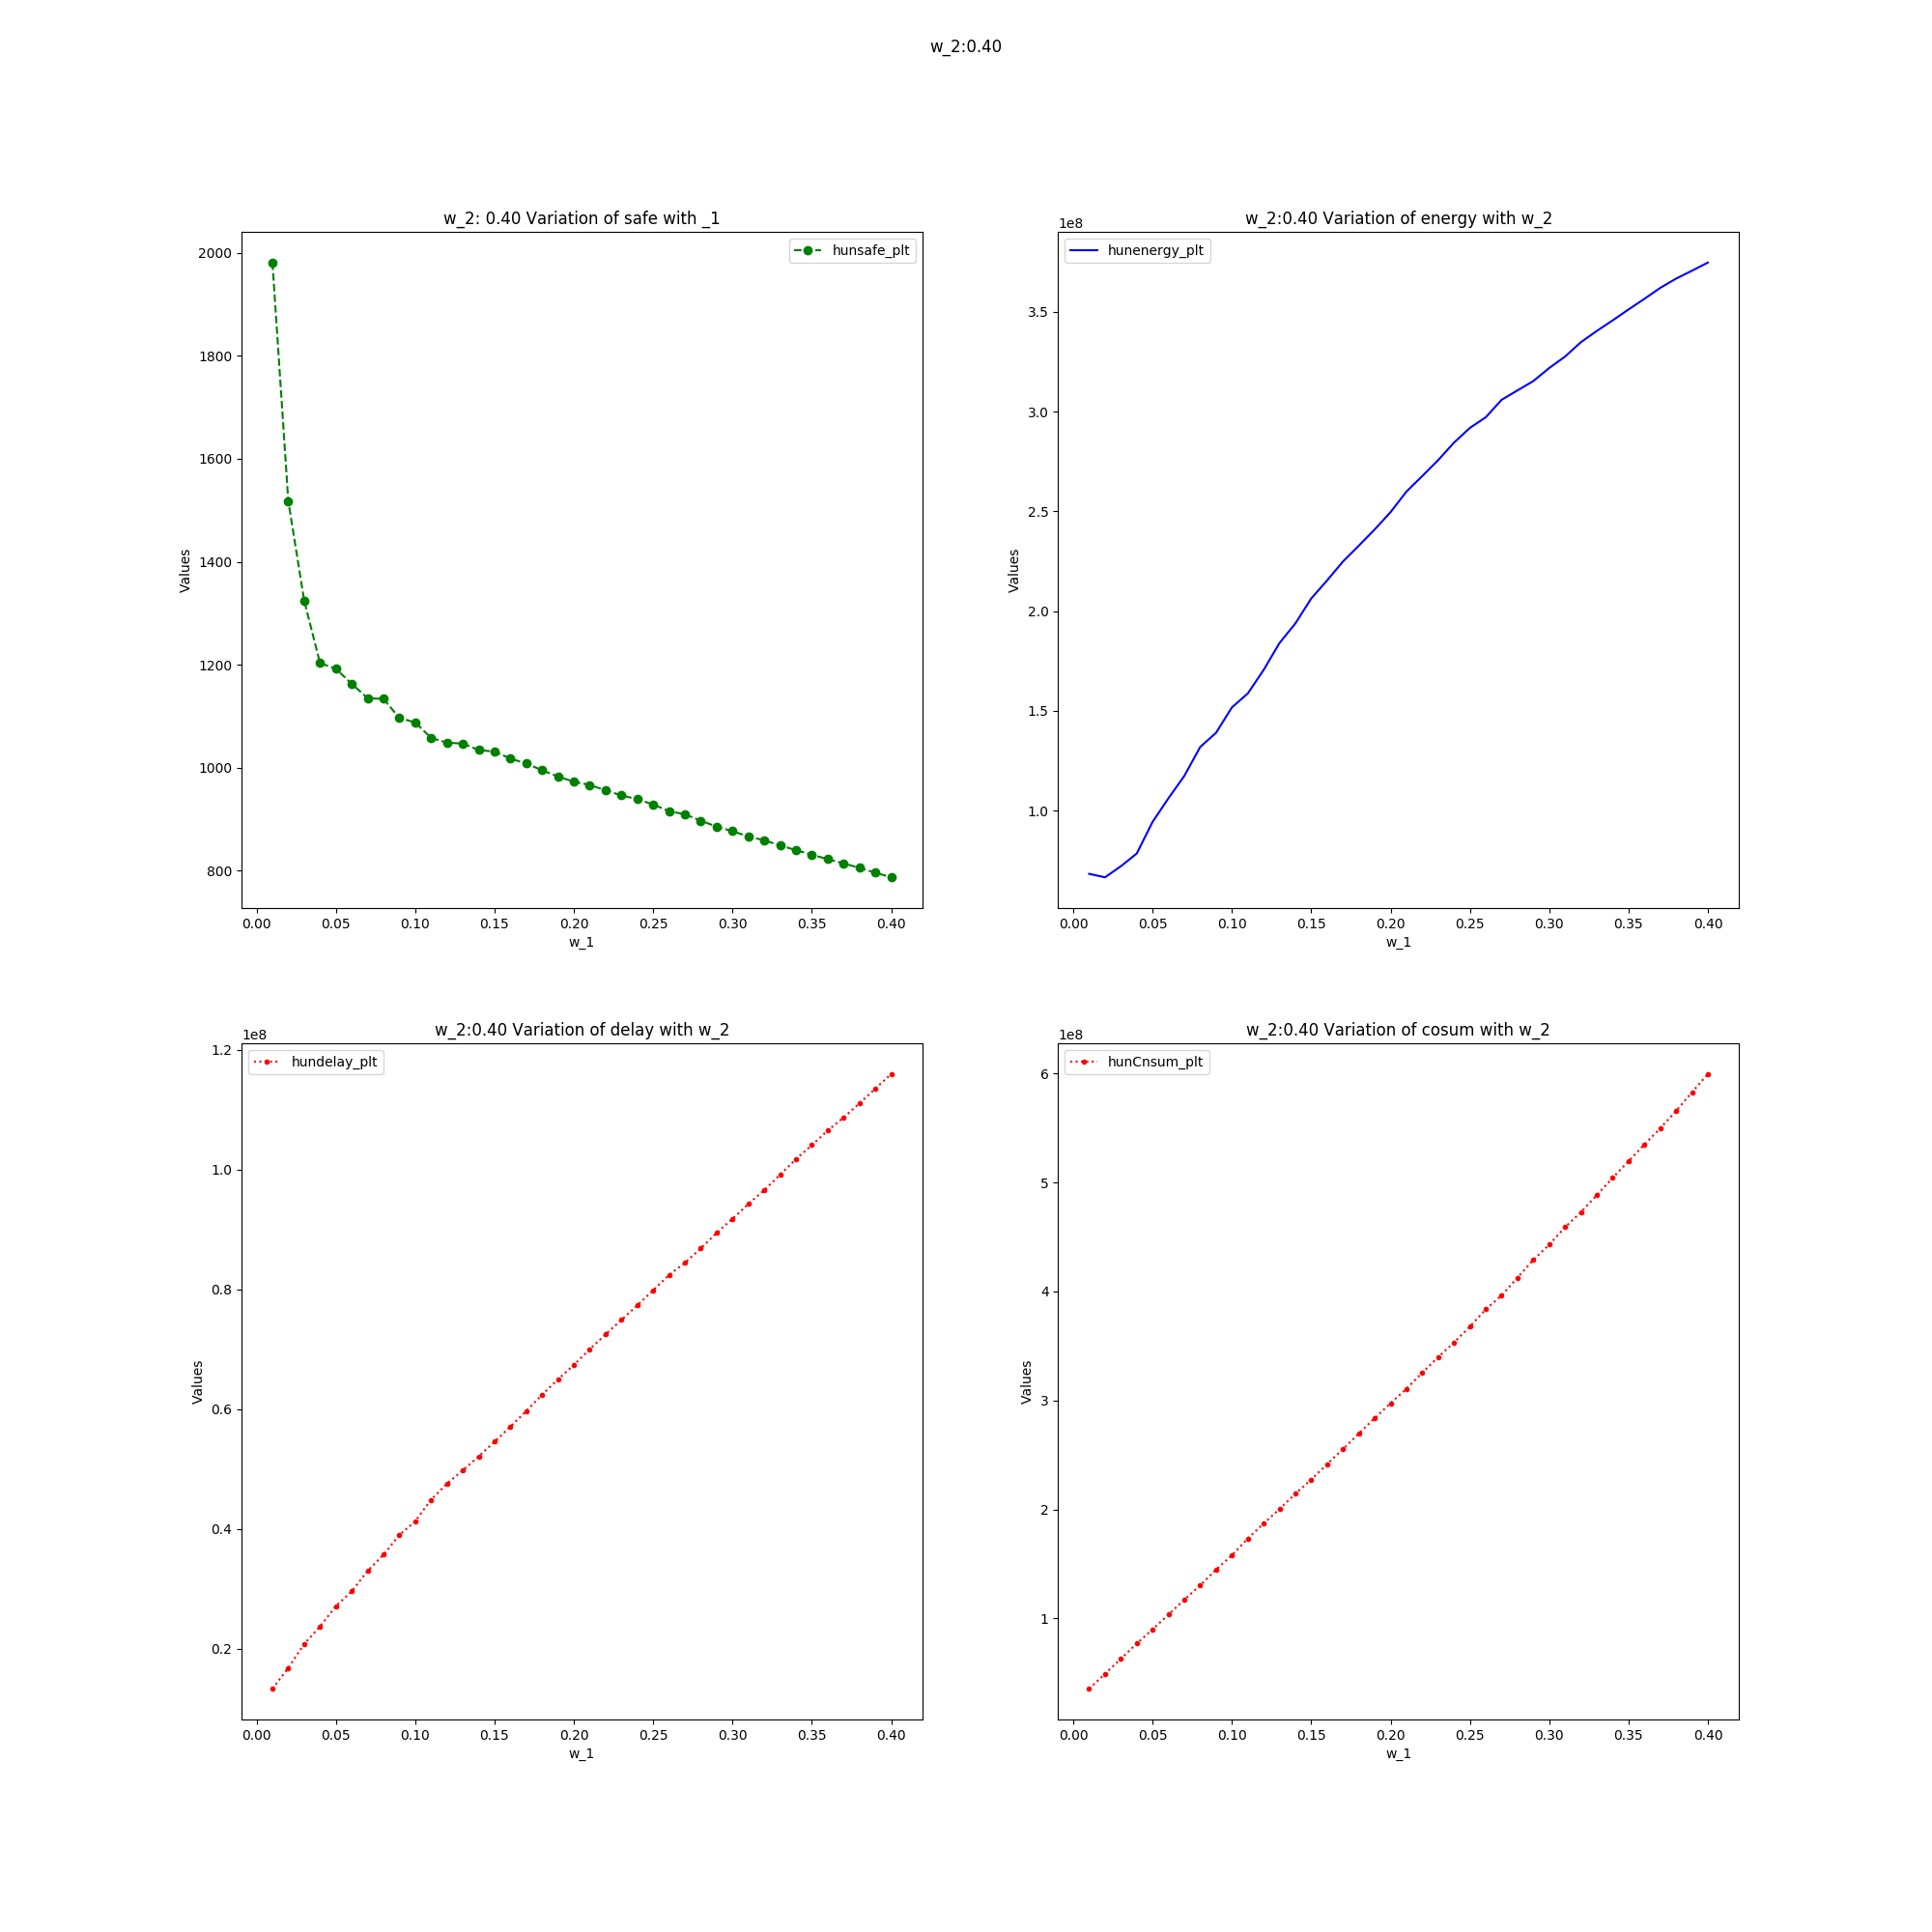 w_2:0.40
w_2: 0.40 Variation of safe with _1
hunsafe_plt
2000
1800
1600
1400
1200
1000
800
Values
0.00 0.05 0.10 0.15 0.20 0.25 0.30 0.35 0.40
w_1
w_2:0.40 Variation of energy with w_2
1e8
hunenergy_plt
3.5
3.0
2.5
2.0
1.5
1.0
Values
0.00 0.05 0.10 0.15 0.20 0.25 0.30 0.35 0.40
w_1
w_2:0.40 Variation of delay with w_2
1e8
hundelay_plt
1.2
1.0
0.8
0.6
0.4
0.2
Values
0.00 0.05 0.10 0.15 0.20 0.25 0.30 0.35 0.40
w_1
w_2:0.40 Variation of cosum with w_2
1e8
hunCnsum_plt
6
5
4
3
2
1
Values
0.00 0.05 0.10 0.15 0.20 0.25 0.30 0.35 0.40
w_1